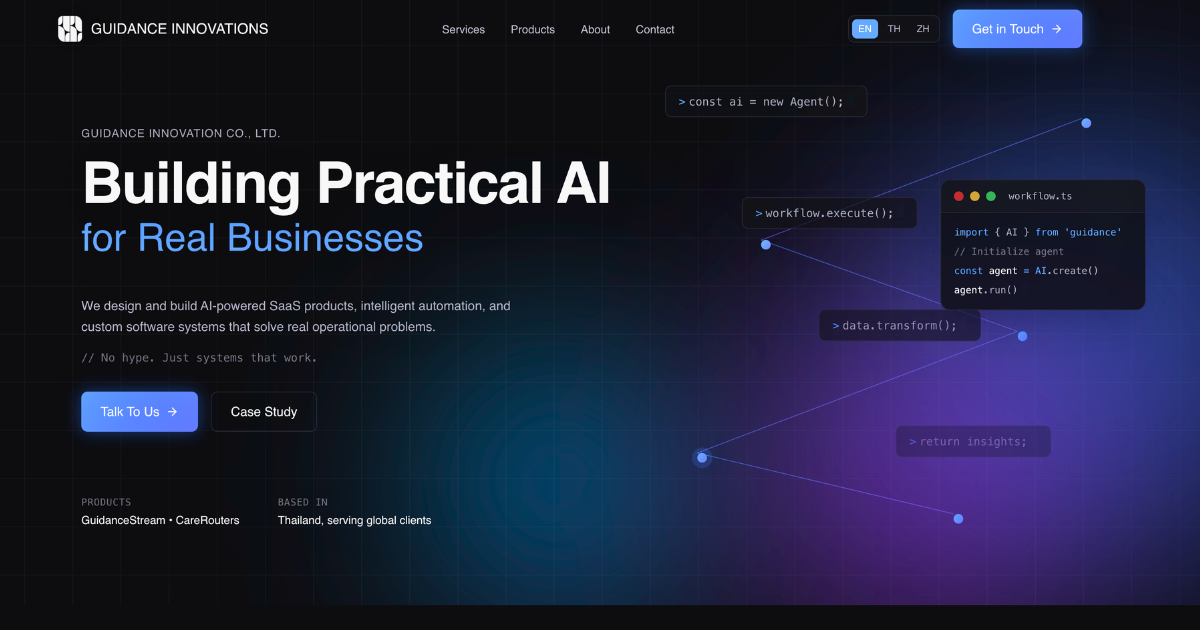 GUIDANCE INNOVATIONS
Services
Products
About
Contact
EN
TH
ZH
Get in Touch →
> const ai = new Agent();
GUIDANCE INNOVATION CO., LTD.
Building Practical AI
for Real Businesses
> workflow.execute();
workflow.ts
import { AI } from 'guidance'
// Initialize agent
const agent = AI.create()
agent.run()
We design and build AI-powered SaaS products, intelligent automation, and
custom software systems that solve real operational problems.
> data.transform();
// No hype. Just systems that work.
Talk To Us →
Case Study
> return insights;
PRODUCTS
GuidanceStream • CareRouters
BASED IN
Thailand, serving global clients